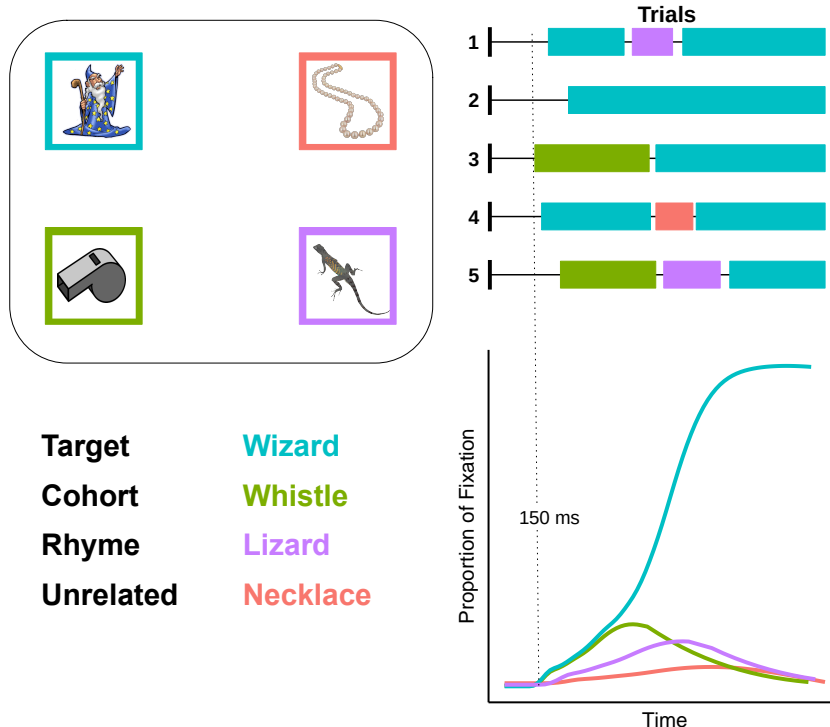 Trials
1
2
3
4
5
Target Wizard
Cohort Whistle
Rhyme Lizard
Unrelated Necklace
Proportion of Fixation
150 ms
Time